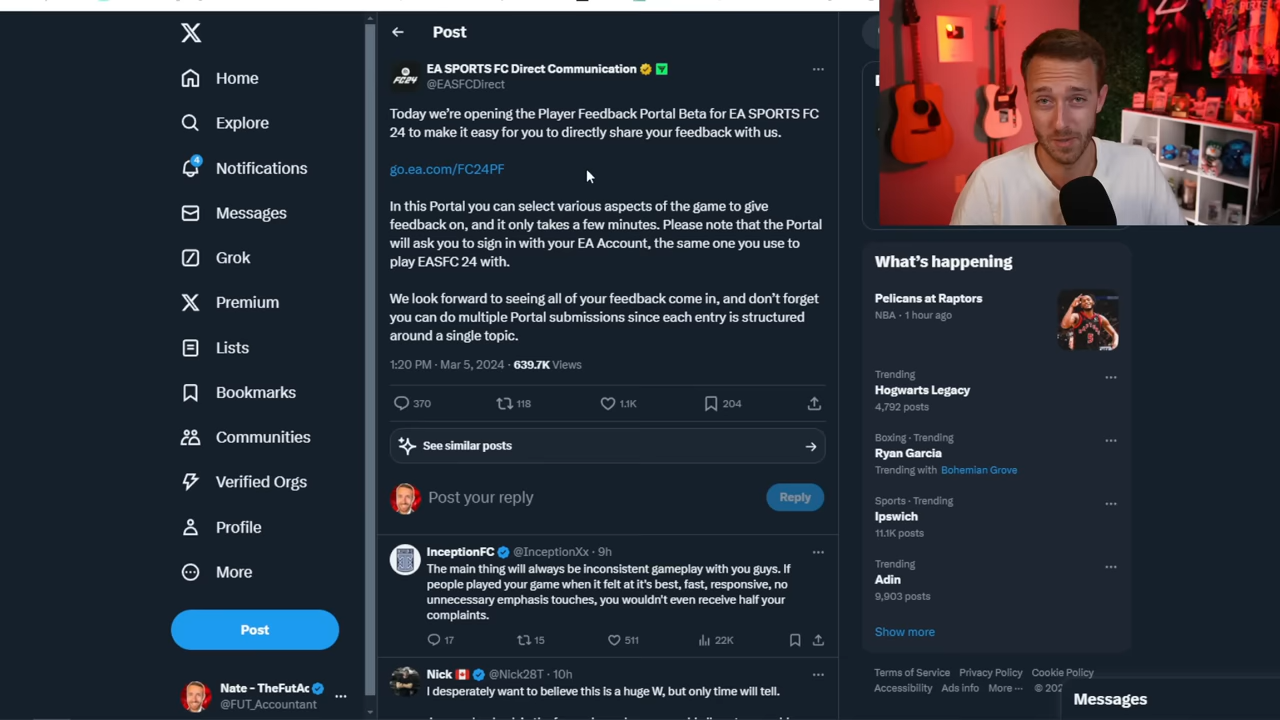 Home
Explore
4
Notifications
Messages
Grok
Premium
Lists
Bookmarks
Communities
Verified Orgs
Profile
More
Post
Nate - TheFutAc
@FUT_Accountant
Post
FC24
EA SPORTS FC Direct Communication
@EASFCDirect
Today we're opening the Player Feedback Portal Beta for EA SPORTS FC
24 to make it easy for you to directly share your feedback with us.
go.ea.com/FC24PF
In this Portal you can select various aspects of the game to give
feedback on, and it only takes a few minutes. Please note that the Portal
will ask you to sign in with your EA Account, the same one you use to
play EASFC 24 with.
We look forward to seeing all of your feedback come in, and don't forget
you can do multiple Portal submissions since each entry is structured
around a single topic.
1:20 PM · Mar 5, 2024 · 639.7K Views
370 118 1.1K 204
See similar posts
Post your reply
Reply
InceptionFC @InceptionXx · 9h
The main thing will always be inconsistent gameplay with you guys. If
people played your game when it felt at it's best, fast, responsive, no
unnecessary emphasis touches, you wouldn't even receive half your
complaints.
17 15 511 22K
Nick @Nick28T · 10h
I desperately want to believe this is a huge W, but only time will tell.
What's happening
Pelicans at Raptors
NBA · 1 hour ago
Trending
Hogwarts Legacy
4,792 posts
Boxing · Trending
Ryan Garcia
Trending with Bohemian Grove
Sports · Trending
Ipswich
11.1K posts
Trending
Adin
9,903 posts
Show more
Terms of Service Privacy Policy Cookie Policy
Accessibility Ads info More ··· © 202
Messages